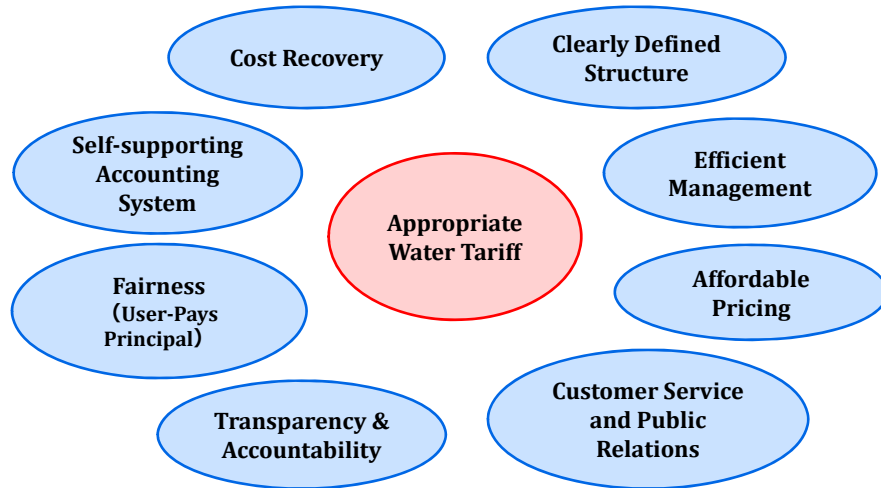 Cost Recovery
Clearly Defined
Structure
Self-supporting
Accounting
System
Efficient
Management
Appropriate
Water Tariff
Fairness
（User-Pays
Principal）
Affordable
Pricing
Transparency &
Accountability
Customer Service
and Public
Relations